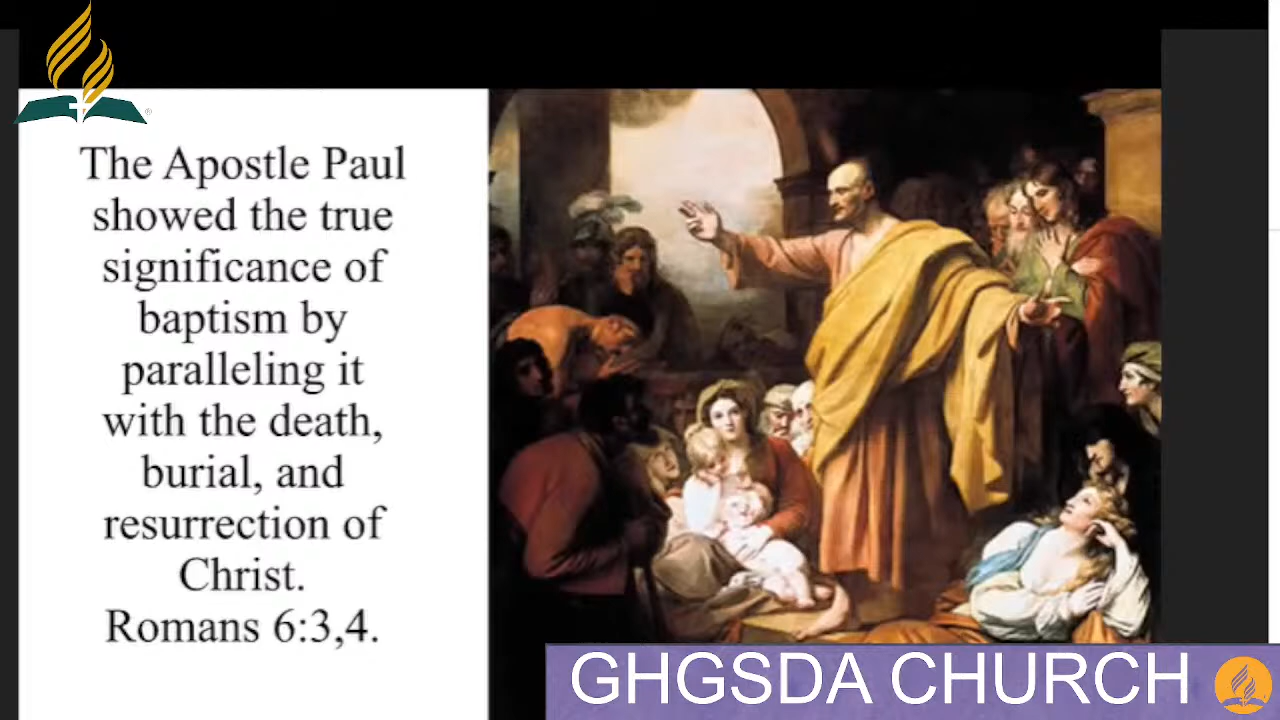 The Apostle Paul
showed the true
significance of
baptism by
paralleling it
with the death,
burial, and
resurrection of
Christ.
Romans 6:3,4.
GHGSDA CHURCH